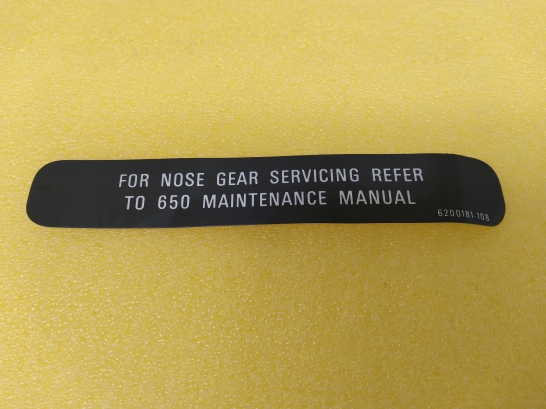 FOR NOSE GEAR SERVICING REFER
TO 650 MAINTENANCE MANUAL
6200181.108